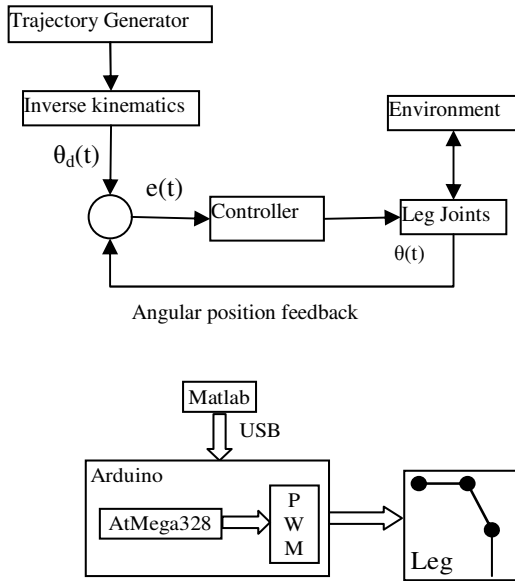 Trajectory Generator
Inverse kinematics
Environment
θd(t)
e(t)
Controller
Leg Joints
θ(t)
Angular position feedback
Matlab
USB
Arduino
AtMega328
P
W
M
Leg